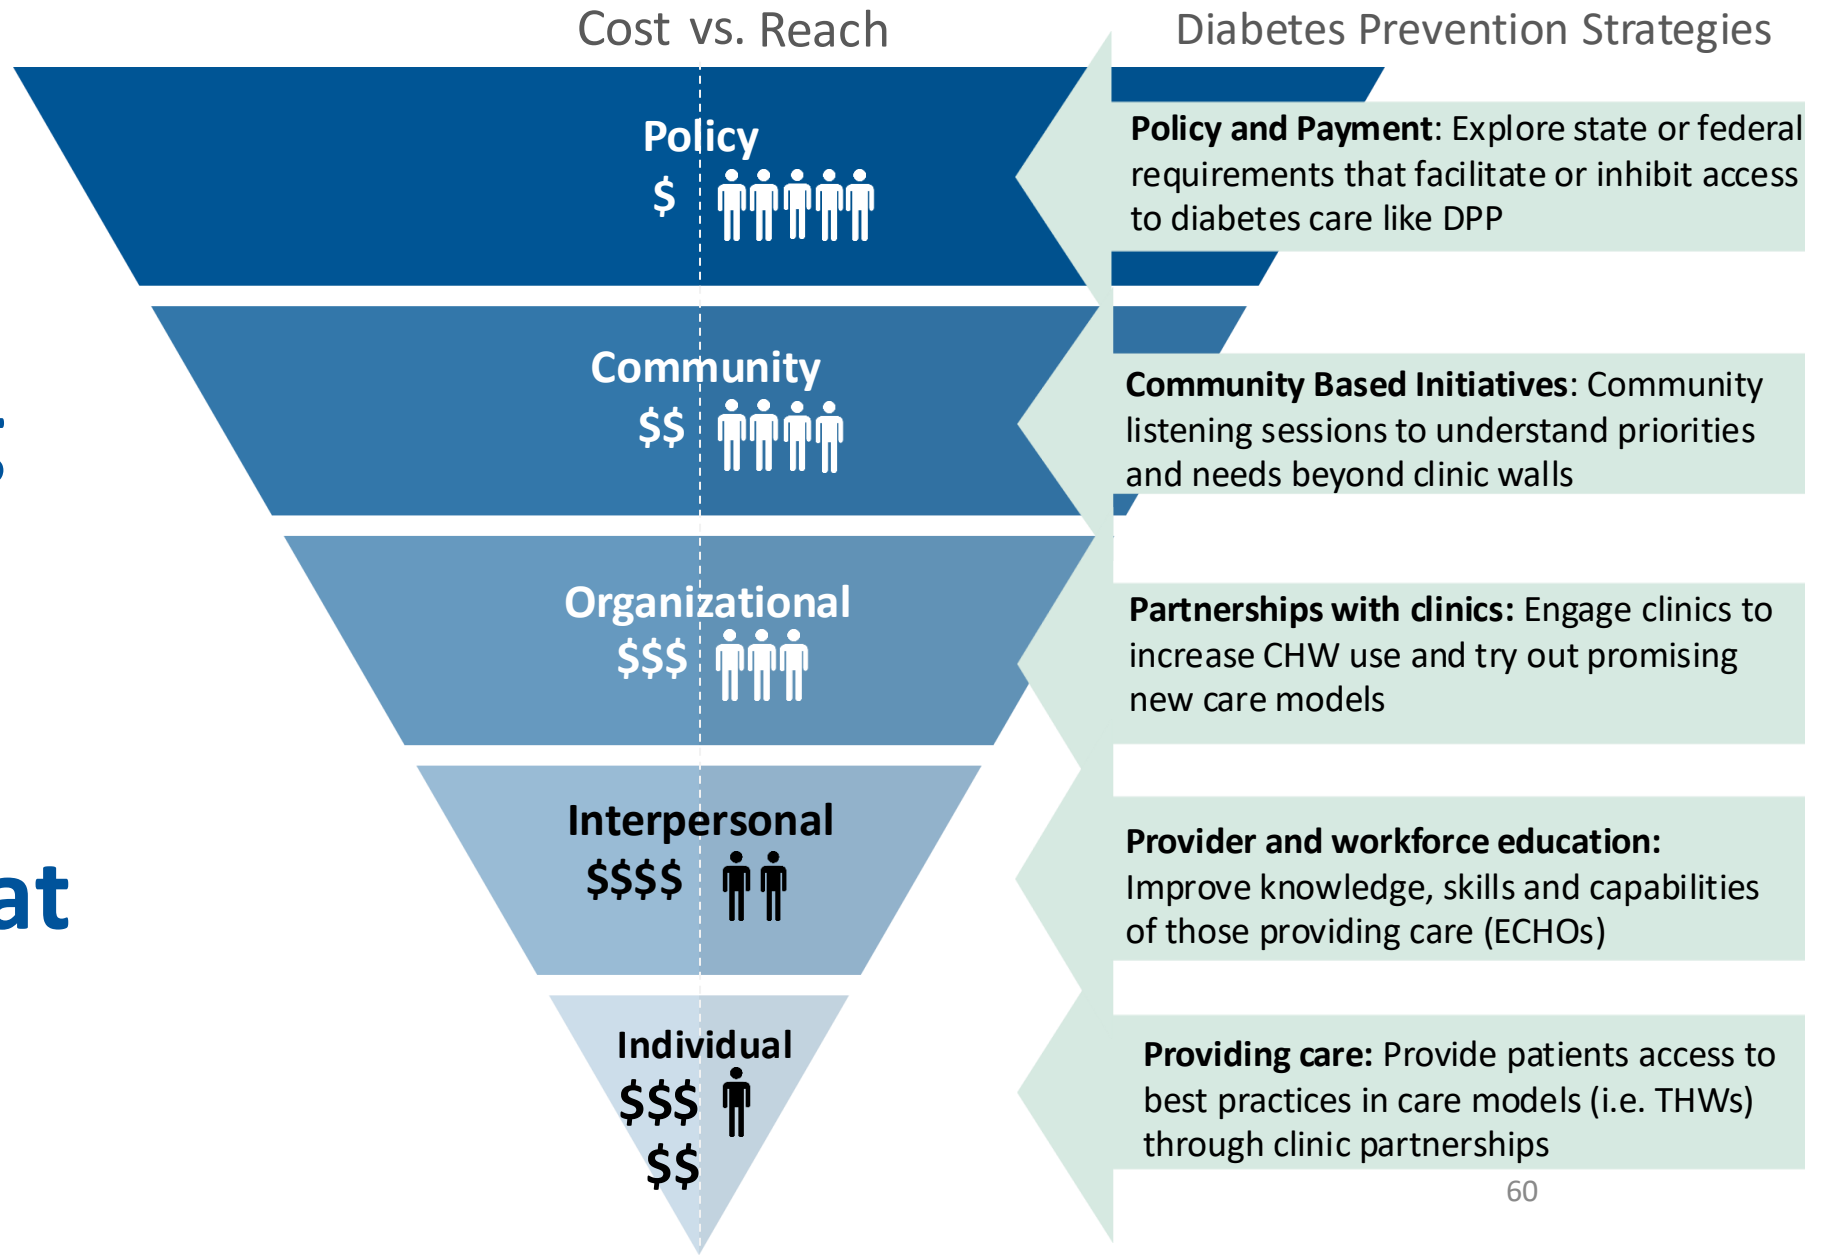 Cost vs. Reach
Diabetes Prevention Strategies
Policy
$
Policy and Payment: Explore state or federal
requirements that facilitate or inhibit access
to diabetes care like DPP
Community
$$
Community Based Initiatives: Community
listening sessions to understand priorities
and needs beyond clinic walls
Organizational
$$$
Partnerships with clinics: Engage clinics to
increase CHW use and try out promising
new care models
Interpersonal
$$$$
Provider and workforce education:
Improve knowledge, skills and capabilities
of those providing care (ECHOs)
at
Individual
$$$
$$
Providing care: Provide patients access to
best practices in care models (i.e. THWs)
through clinic partnerships
60